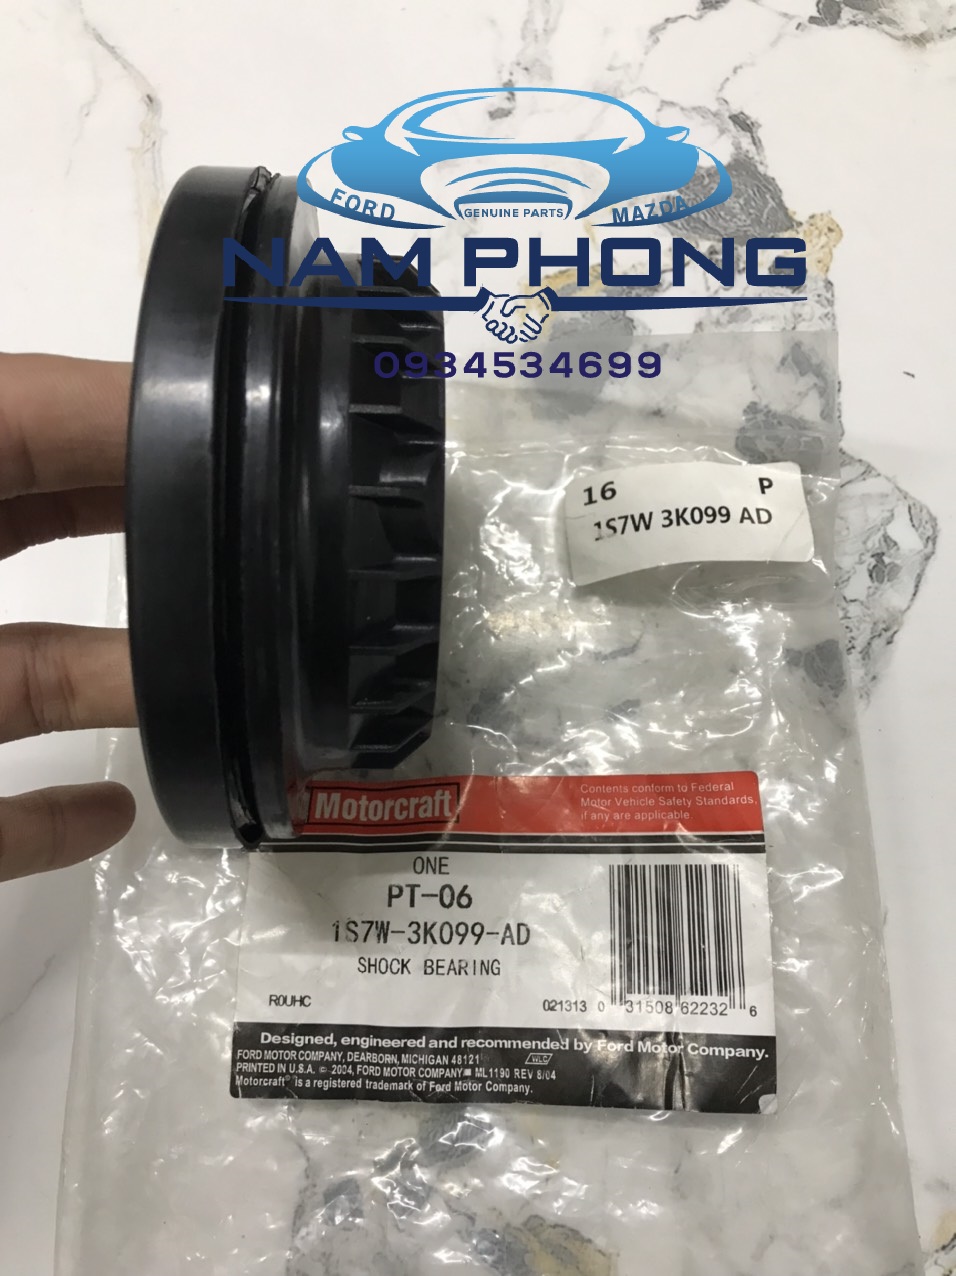 FORD
GENUINE PARTS
MAZDA
NAM PHONG
0934534699
16 P
1S7W 3K099 AD
Motorcraft
Contents conform to Federal
Motor Vehicle Safety Standards,
if any are applicable.
ONE
PT-06
1S7W-3K099-AD
SHOCK BEARING
R0UHC
021313 0 31508 62232 6
Designed, engineered and recommended by Ford Motor Company.
FORD MOTOR COMPANY, DEARBORN, MICHIGAN 48121 WLC
PRINTED IN U.S.A. © 2004, FORD MOTOR COMPANY ML1190 REV 8/04
Motorcraft® is a registered trademark of Ford Motor Company.